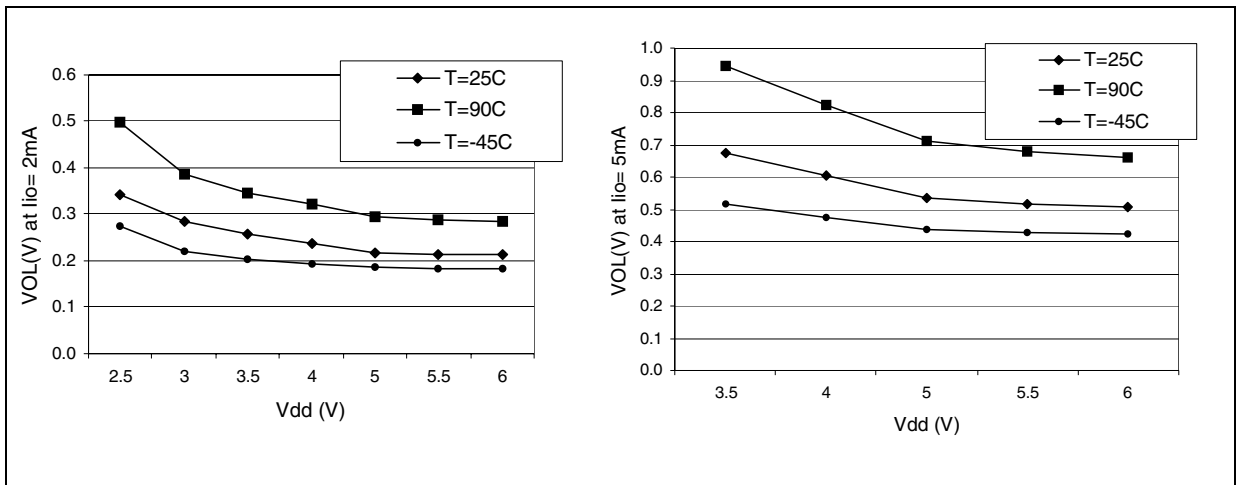 VOL(V) at Iio= 2mA
0.6
0.5
0.4
0.3
0.2
0.1
0.0
T=25C
T=90C
T=-45C
2.5 3 3.5 4 5 5.5 6
Vdd (V)
VOL(V) at Iio= 5mA
1.0
0.9
0.8
0.7
0.6
0.5
0.4
0.3
0.2
0.1
0.0
T=25C
T=90C
T=-45C
3.5 4 5 5.5 6
Vdd (V)